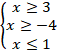 x ≥ 3
x ≥ −4
x ≤ 1